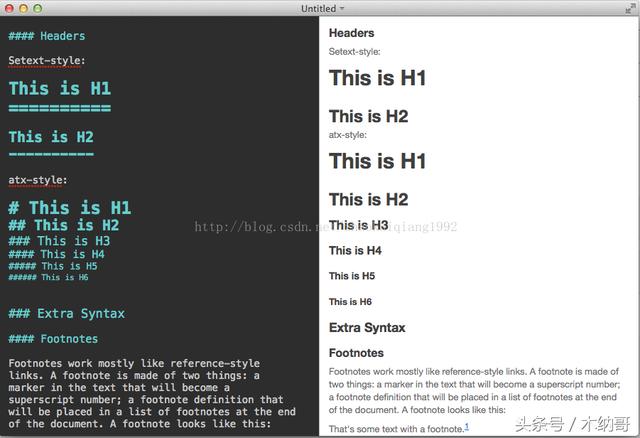 Untitled
#### Headers
Setext-style:
This is H1
==========
This is H2
----------
atx-style:
# This is H1
## This is H2
### This is H3
#### This is H4
##### This is H5
###### This is H6
### Extra Syntax
#### Footnotes
Footnotes work mostly like reference-style
links. A footnote is made of two things: a
marker in the text that will become a
superscript number; a footnote definition that
will be placed in a list of footnotes at the end
of the document. A footnote looks like this:
Headers
Setext-style:
This is H1
This is H2
atx-style:
This is H1
This is H2
This is H3
This is H4
This is H5
This is H6
Extra Syntax
Footnotes
Footnotes work mostly like reference-style links. A footnote is made of
two things: a marker in the text that will become a superscript number;
a footnote definition that will be placed in a list of footnotes at the end
of the document. A footnote looks like this:
That's some text with a footnote.1
头条号 / 木纳哥